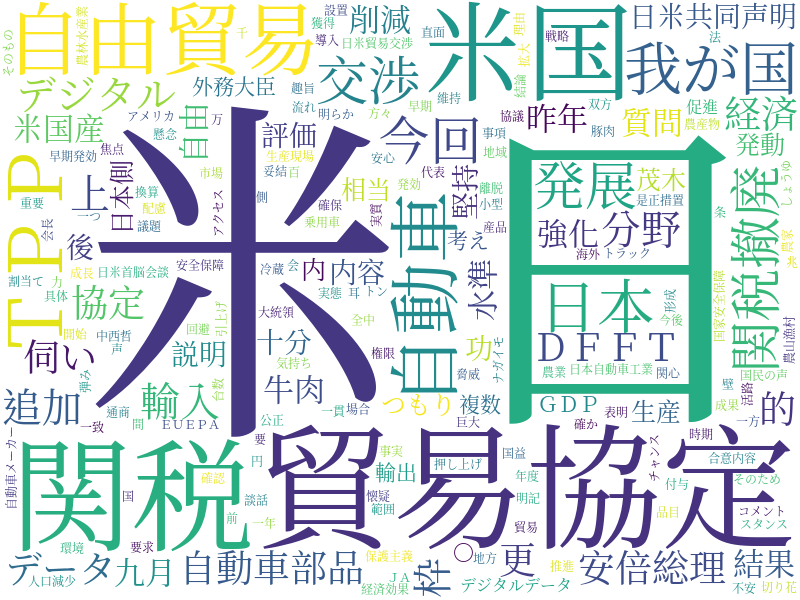 自由貿易
米国
日米共同声明
我が国
デジタル
外務大臣
削減
交渉
米国産
自由
評価
今回
昨年
質問
経済
発動
促進
農産物
TPP
米
日
上
日本側
後
協定
伺い
追加
輸入
説明
相当
堅持
自動車
考え
水準
内
内容
十分
牛肉
功
つもり
複数
発展
茂木
強化
分野
日本
DFFT
GDP
生産
的
関税撤廃
関税
貿易協定
データ
九月
自動車部品
枠
更
安倍総理
結果
輸出
〇
そのもの
農林水産業
設置
獲得
導入
千
日米貿易交渉
直面
戦略
拡大
理由
結論
法
アメリカ
万
趣旨
流れ
明らか
方々
早期
維持
懸念
協議
双方
豚肉
事項
地域
早期発効
焦点
生産現場
妥結
百
安心
代表
発効
離脱
小型
是正措置
条
しょうゆ
重要
一つ
換算
配慮
市場
側
アクセス
確保
乗用車
実質
産品
海外
トラック
会長
議題
力
具体
成長
日米首脳会談
安全保障
冷蔵
会
実態
耳
トン
割当て
開始
中西哲
声
弾み
回避
引上げ
大統領
全中
気持ち
権限
脅威
ナガイモ
農業
日本自動車工業
関心
形成
今後
国家安全保障
農家
農山漁村
国民の声
壁
活路
成果
一方
表明
巨大
確か
時期
チャンス
合意内容
一致
通商
間
EUEPA
台数
公正
一貫
場合
要
事実
国益
押し上げ
年度
明記
付与
そのため
コメント
スタンス
自動車メーカー
国
確認
談話
円
懐疑
範囲
貿易
品目
環境
要求
前
一年
保護主義
地方
推進
人口減少
経済効果
JA
デジタルデータ
不安
切り花